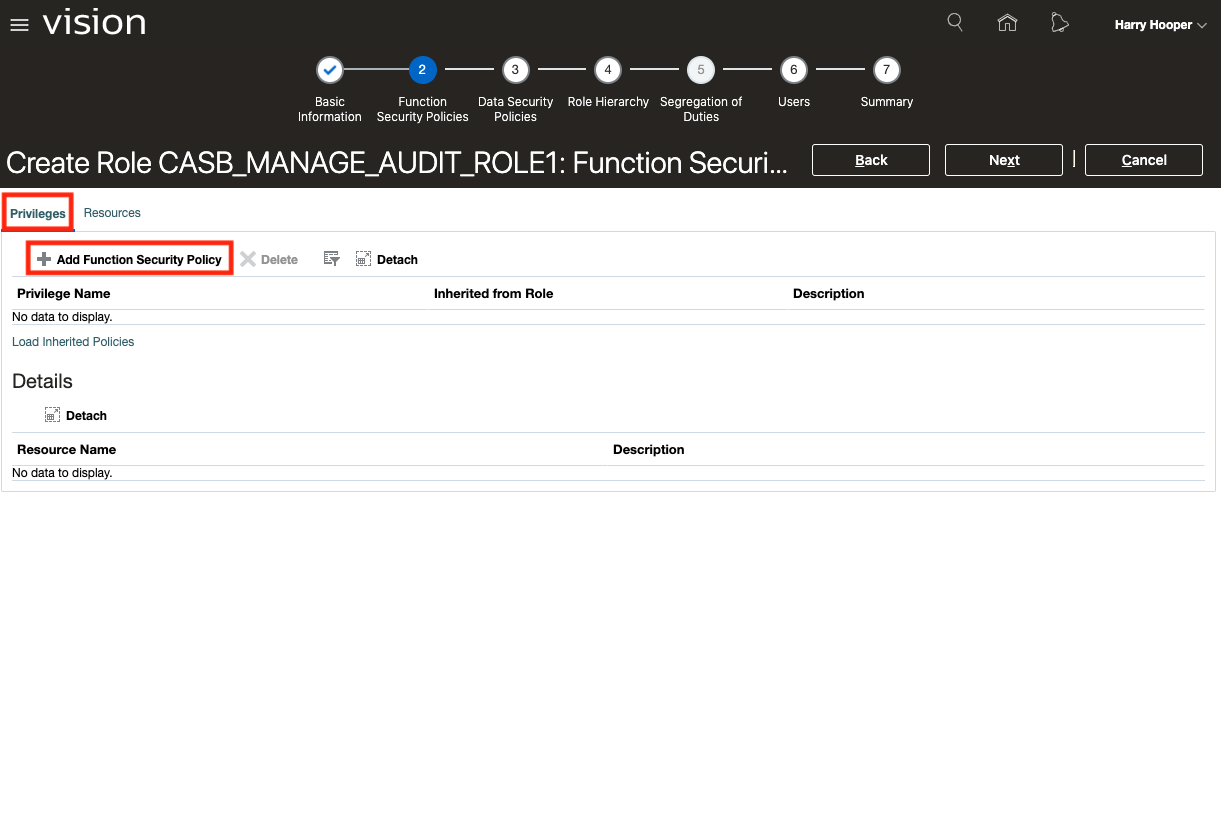 vision
Harry Hooper
2 3 4 5 6 7
Basic Information
Function Security Policies
Data Security Policies
Role Hierarchy
Segregation of Duties
Users
Summary
Create Role CASB_MANAGE_AUDIT_ROLE1: Function Securi...
Back Next | Cancel
Privileges Resources
Add Function Security Policy Delete Detach
Privilege Name Inherited from Role Description
No data to display.
Load Inherited Policies
Details
Detach
Resource Name Description
No data to display.